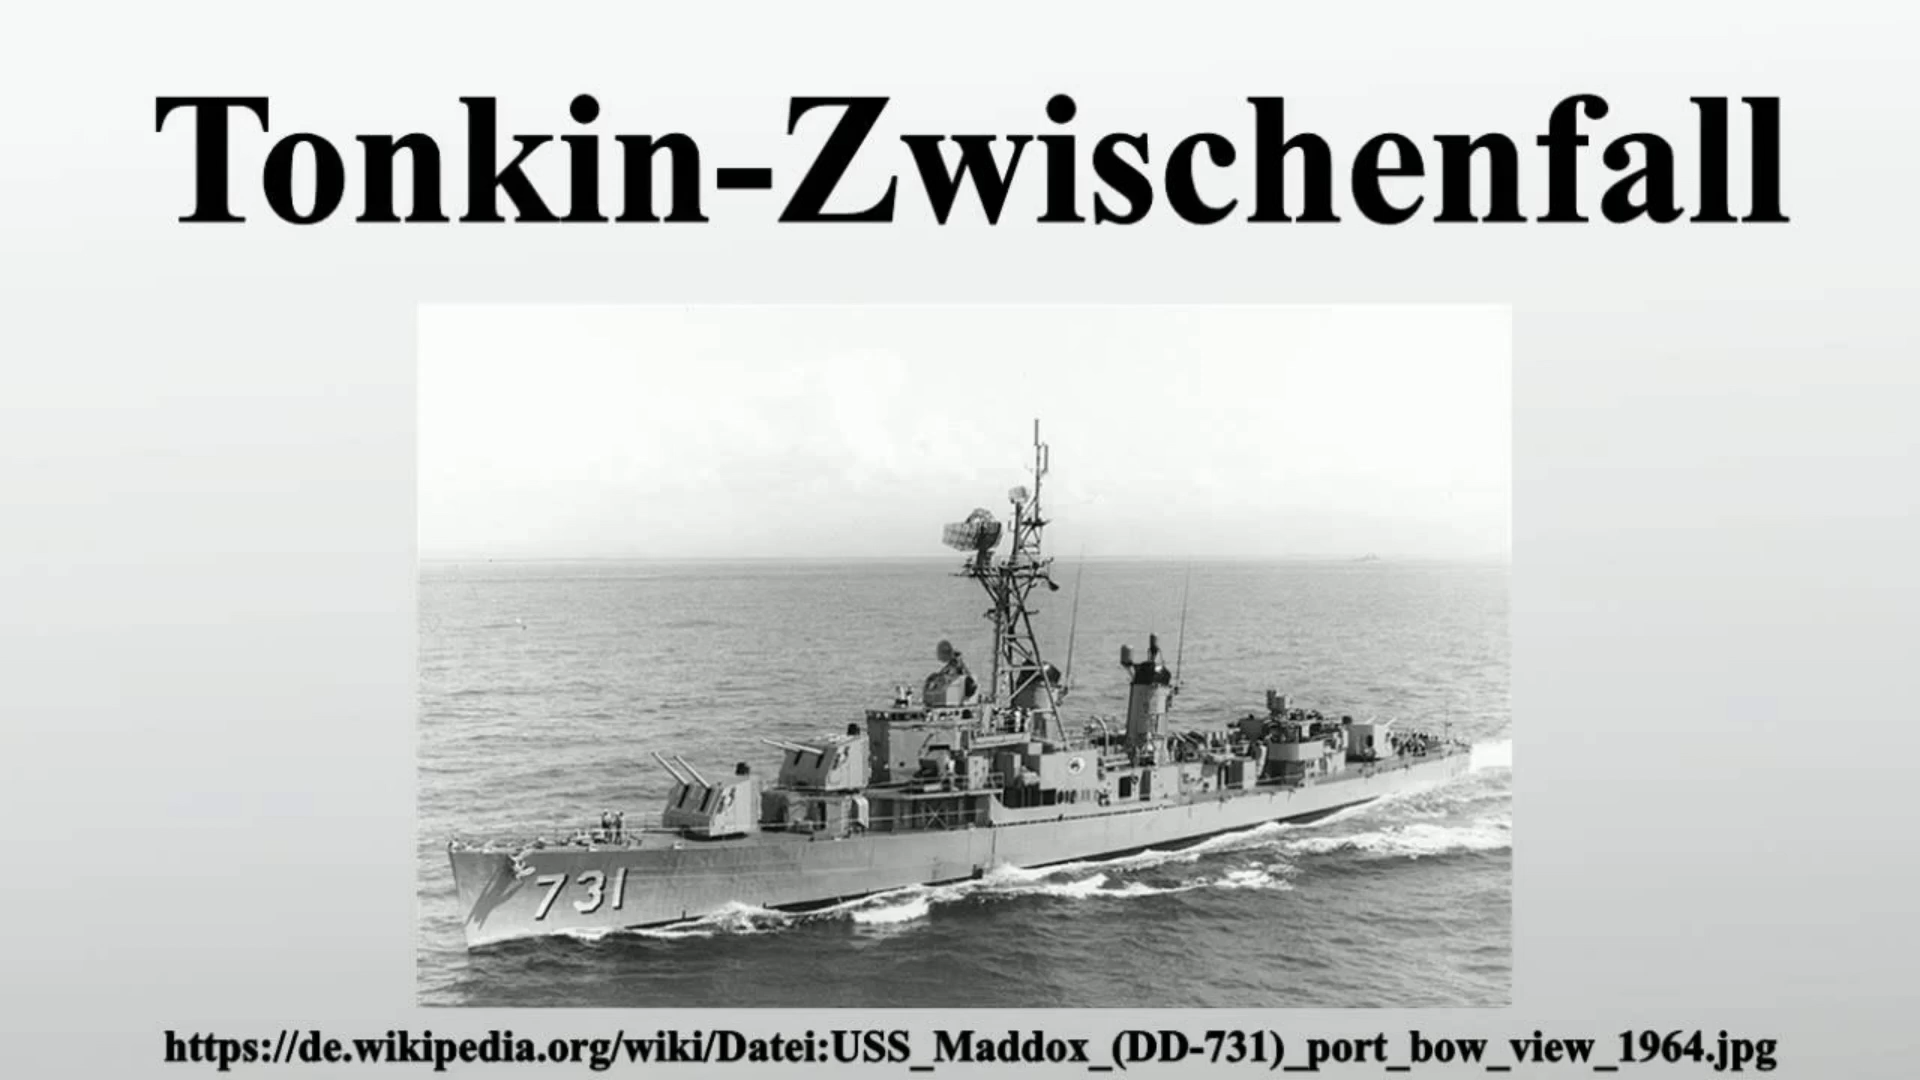 Tonkin-Zwischenfall
731
https://de.wikipedia.org/wiki/Datei:USS_Maddox_(DD-731)_port_bow_view_1964.jpg